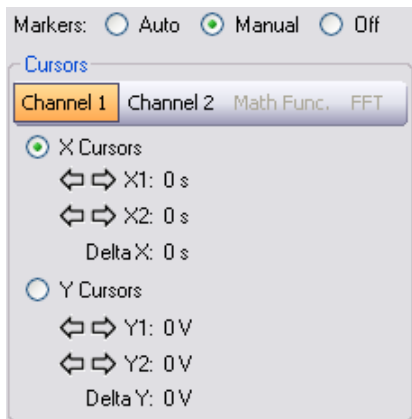 Markers: Auto Manual Off
Cursors
Channel 1 Channel 2 Math Func. FFT
X Cursors
X1: 0 s
X2: 0 s
Delta X: 0 s
Y Cursors
Y1: 0 V
Y2: 0 V
Delta Y: 0 V